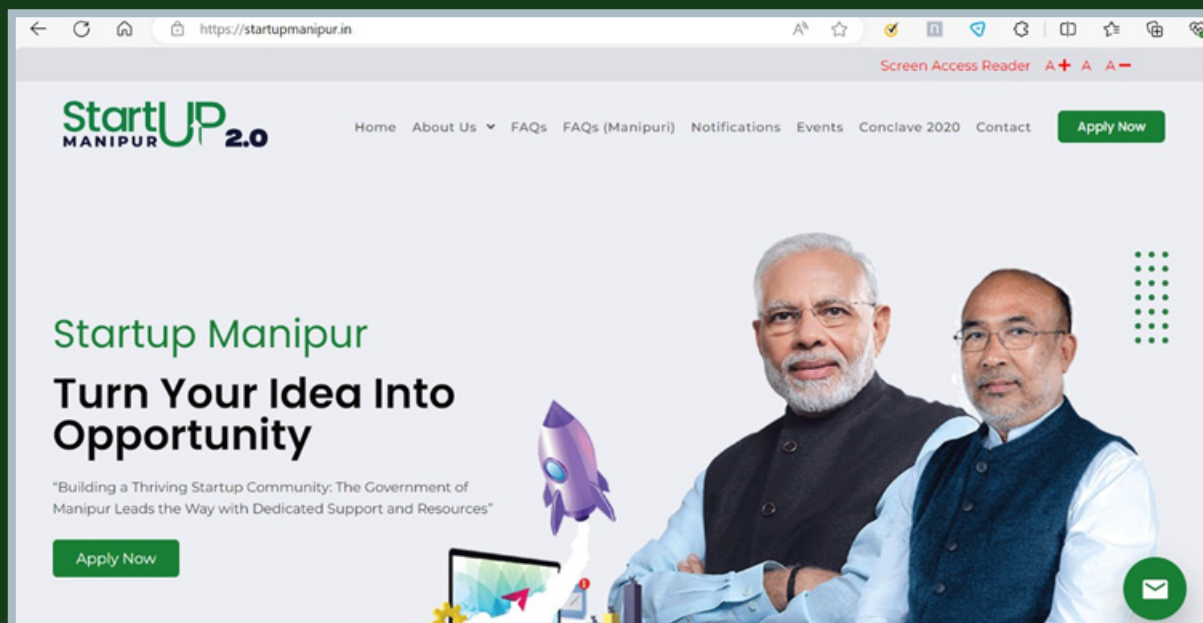 https://startupmanipur.in
Screen Access Reader A+ A A-
StartUP
MANIPUR 2.0
Home About Us FAQs FAQs (Manipuri) Notifications Events Conclave 2020 Contact Apply Now
Startup Manipur
Turn Your Idea Into
Opportunity
"Building a Thriving Startup Community: The Government of
Manipur Leads the Way with Dedicated Support and Resources"
Apply Now